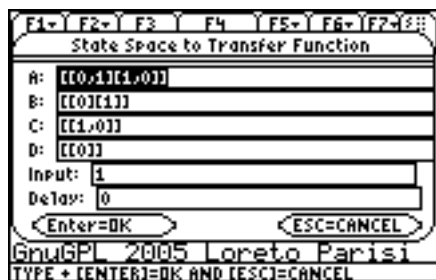 F1▾ F2▾ F3 F4 F5▾ F6▾ F7▾
State Space to Transfer Function
A: [[0,1][1,0]]
B: [[0][1]]
C: [[1,0]]
D: [[0]]
Input: 1
Delay: 0
Enter=OK ESC=CANCEL
GnuGPL 2005 Loreto Parisi
TYPE + [ENTER]=OK AND [ESC]=CANCEL